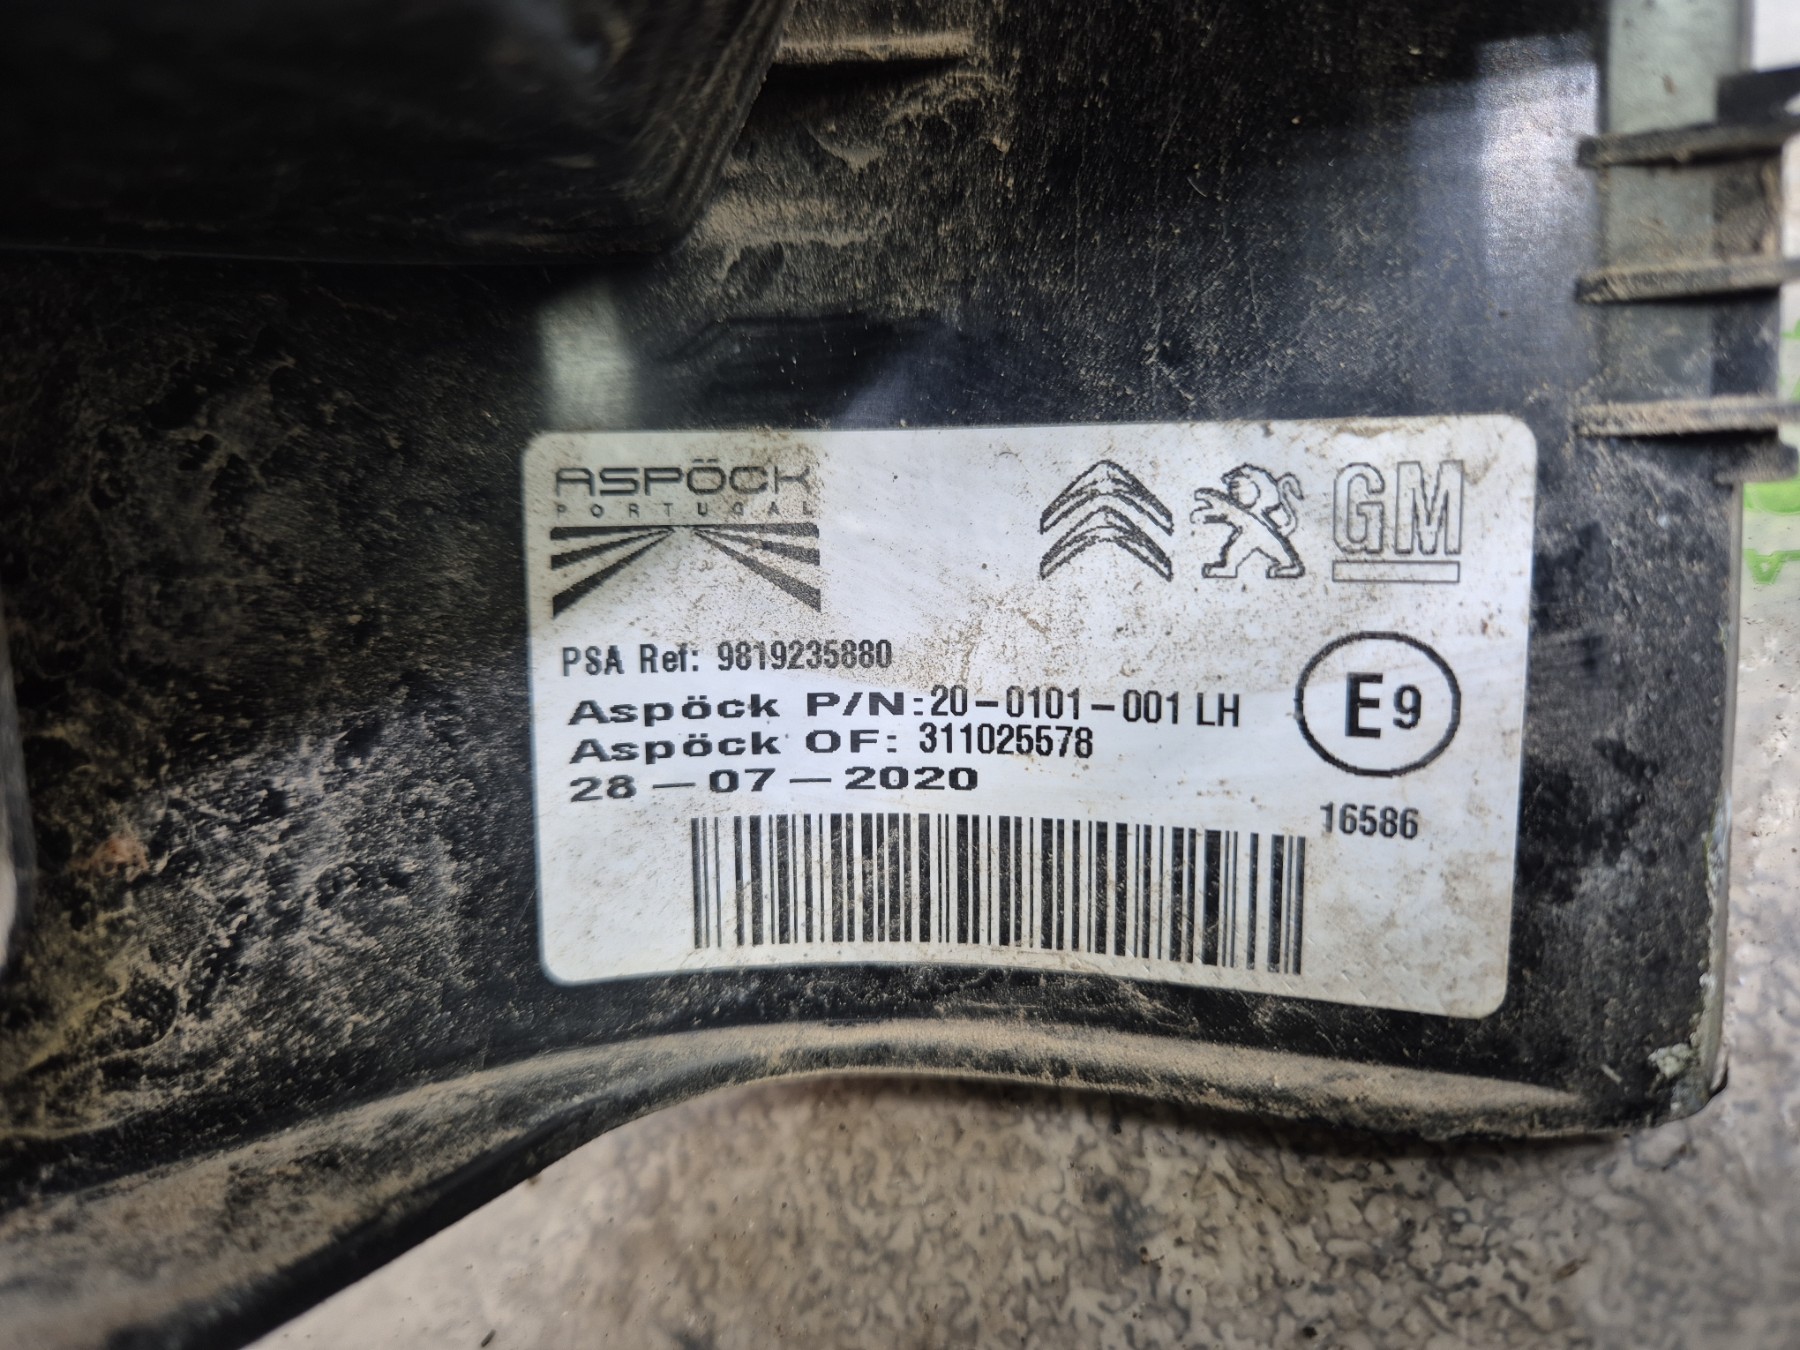 ASPÖCK
PORTUGAL
GM
PSA Ref: 9819235880
Aspöck P/N:20-0101-001 LH
Aspöck OF: 311025578
28-07-2020
E9
16586